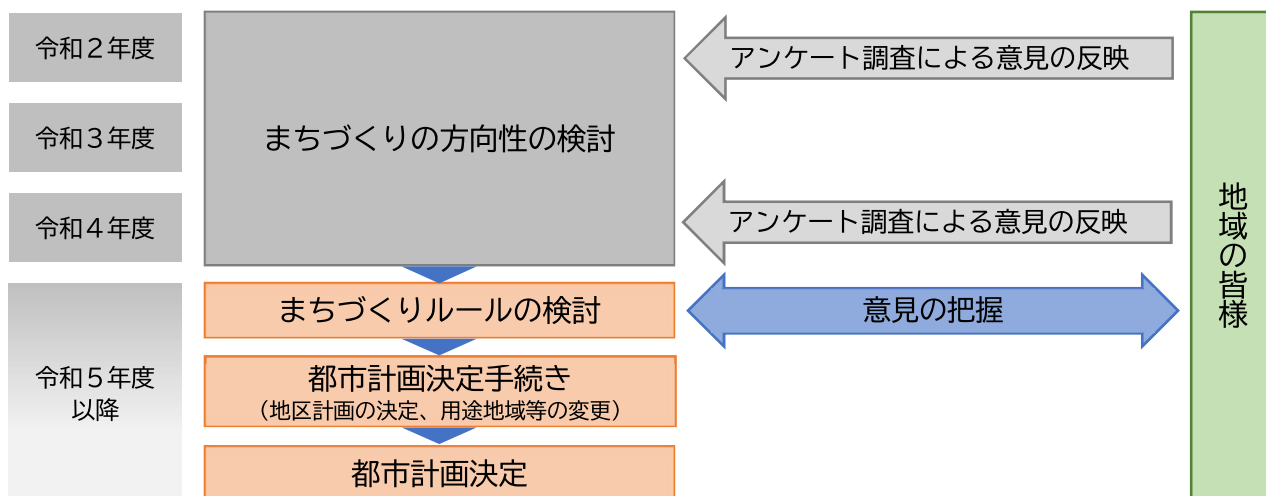 令和２年度
アンケート調査による意見の反映
令和３年度
まちづくりの方向性の検討
令和４年度
アンケート調査による意見の反映
地域の皆様
まちづくりルールの検討
意見の把握
令和５年度
以降
都市計画決定手続き
（地区計画の決定、用途地域等の変更）
都市計画決定